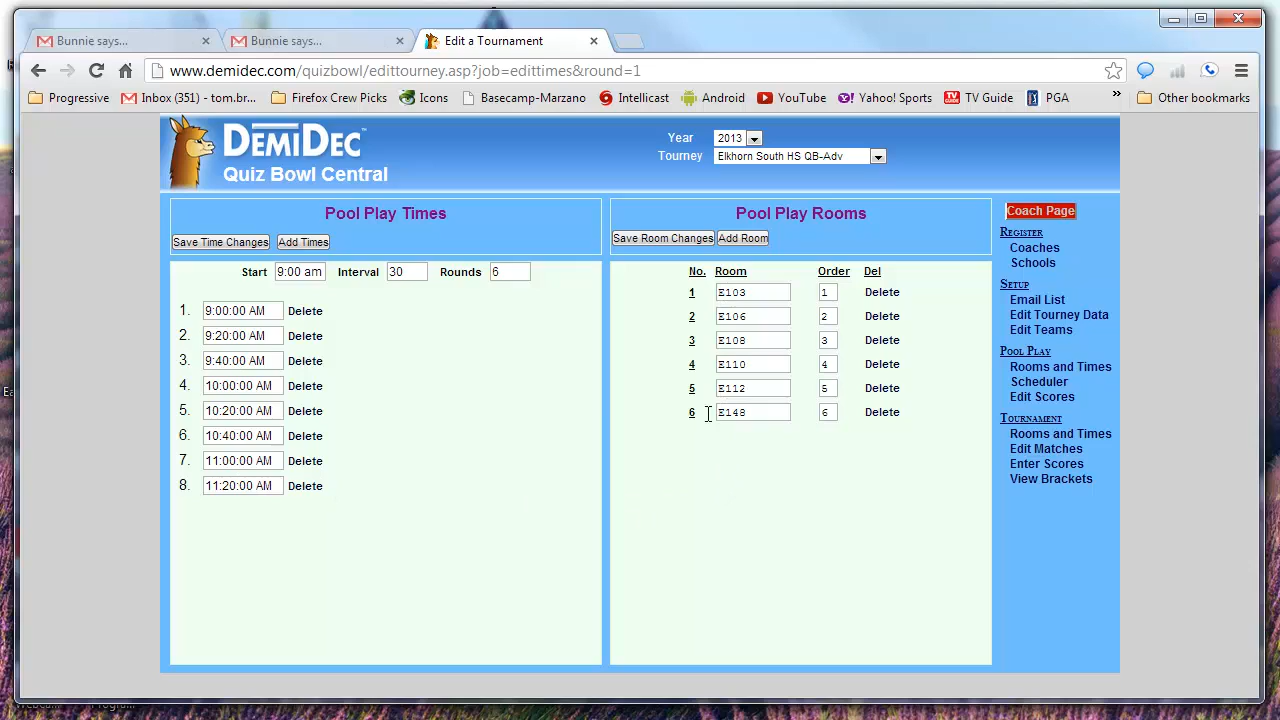 Bunnie says...
Bunnie says...
Edit a Tournament
www.demidec.com/quizbowl/edittourney.asp?job=edittimes&round=1
Progressive
Inbox (351) - tom.br...
Firefox Crew Picks
Icons
Basecamp-Marzano
Intellicast
Android
YouTube
Yahoo! Sports
TV Guide
PGA
»
Other bookmarks
DEMIDEC™
Quiz Bowl Central
Year 2013
Tourney Elkhorn South HS QB-Adv
Pool Play Times
Save Time Changes Add Times
Start 9:00 am Interval 30 Rounds 6
1. 9:00:00 AM Delete
2. 9:20:00 AM Delete
3. 9:40:00 AM Delete
4. 10:00:00 AM Delete
5. 10:20:00 AM Delete
6. 10:40:00 AM Delete
7. 11:00:00 AM Delete
8. 11:20:00 AM Delete
Pool Play Rooms
Save Room Changes Add Room
No. Room Order Del
1 E103 1 Delete
2 E106 2 Delete
3 E108 3 Delete
4 E110 4 Delete
5 E112 5 Delete
6 E148 6 Delete
Coach Page
Register
Coaches
Schools
Setup
Email List
Edit Tourney Data
Edit Teams
Pool Play
Rooms and Times
Scheduler
Edit Scores
Tournament
Rooms and Times
Edit Matches
Enter Scores
View Brackets